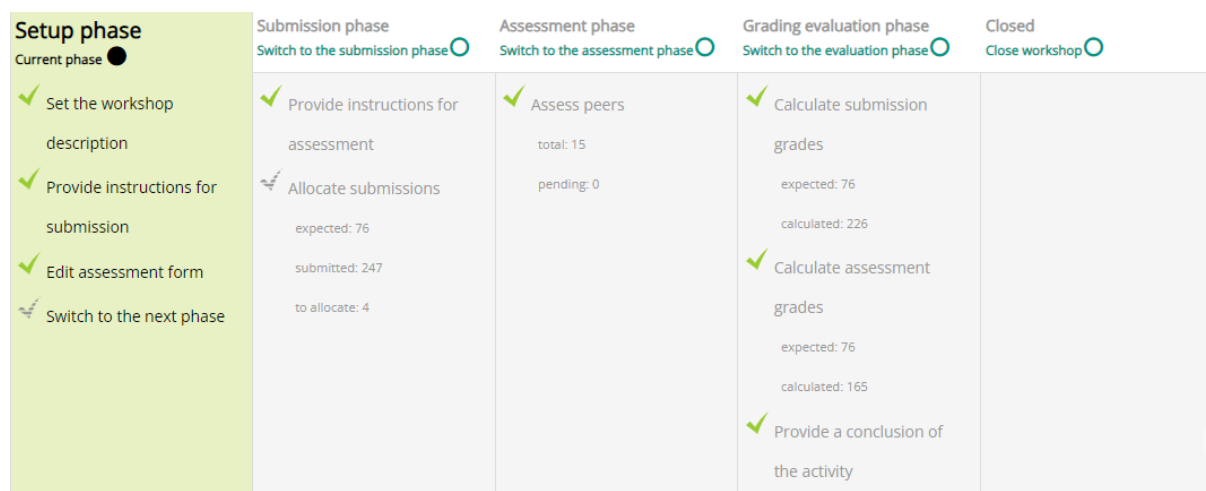 Setup phase
Current phase
Set the workshop
description
Provide instructions for
submission
Edit assessment form
Switch to the next phase
Submission phase
Switch to the submission phase
Provide instructions for
assessment
Allocate submissions
expected: 76
submitted: 247
to allocate: 4
Assessment phase
Switch to the assessment phase
Assess peers
total: 15
pending: 0
Grading evaluation phase
Switch to the evaluation phase
Calculate submission
grades
expected: 76
calculated: 226
Calculate assessment
grades
expected: 76
calculated: 165
Provide a conclusion of
the activity
Closed
Close workshop